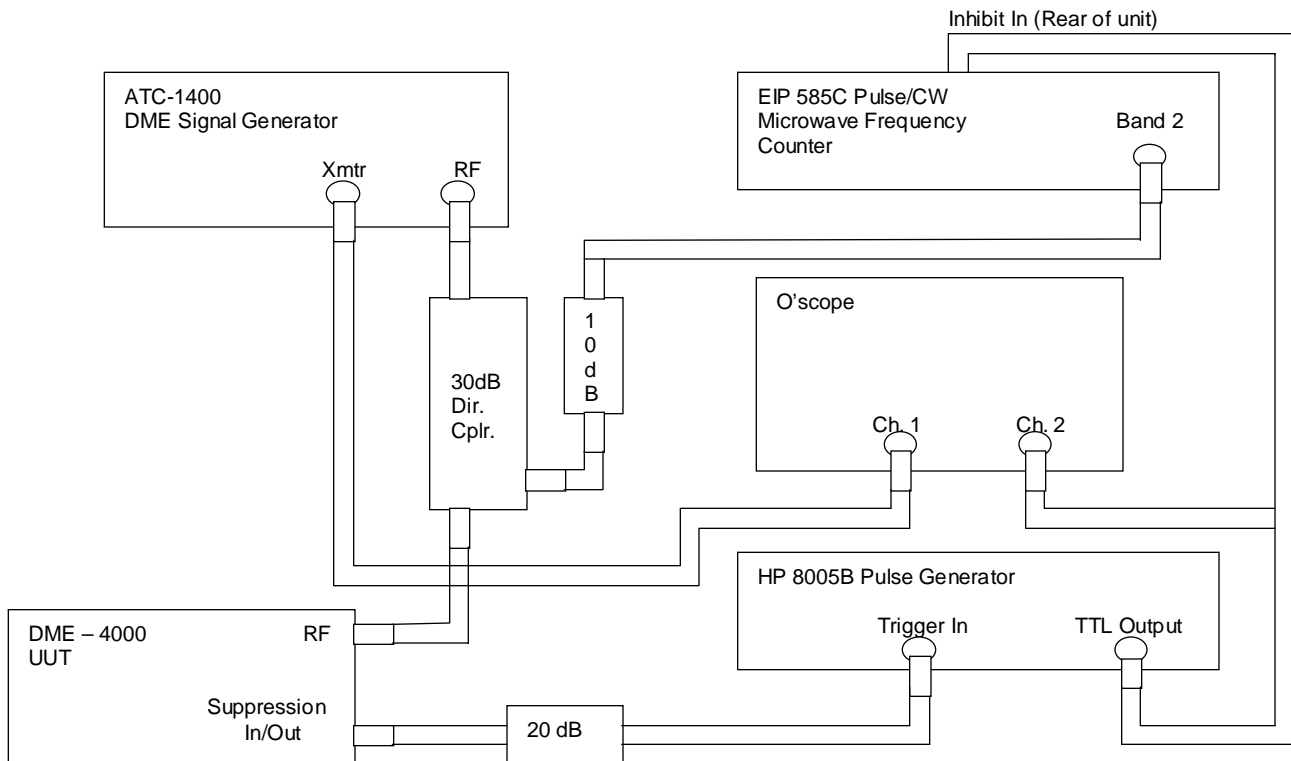 Inhibit In (Rear of unit)
ATC-1400
DME Signal Generator
Xmtr
RF
EIP 585C Pulse/CW
Microwave Frequency
Counter
Band 2
1
0
d
B
30dB
Dir.
Cplr.
O'scope
Ch. 1
Ch. 2
HP 8005B Pulse Generator
Trigger In
TTL Output
DME – 4000
UUT
RF
Suppression
In/Out
20 dB